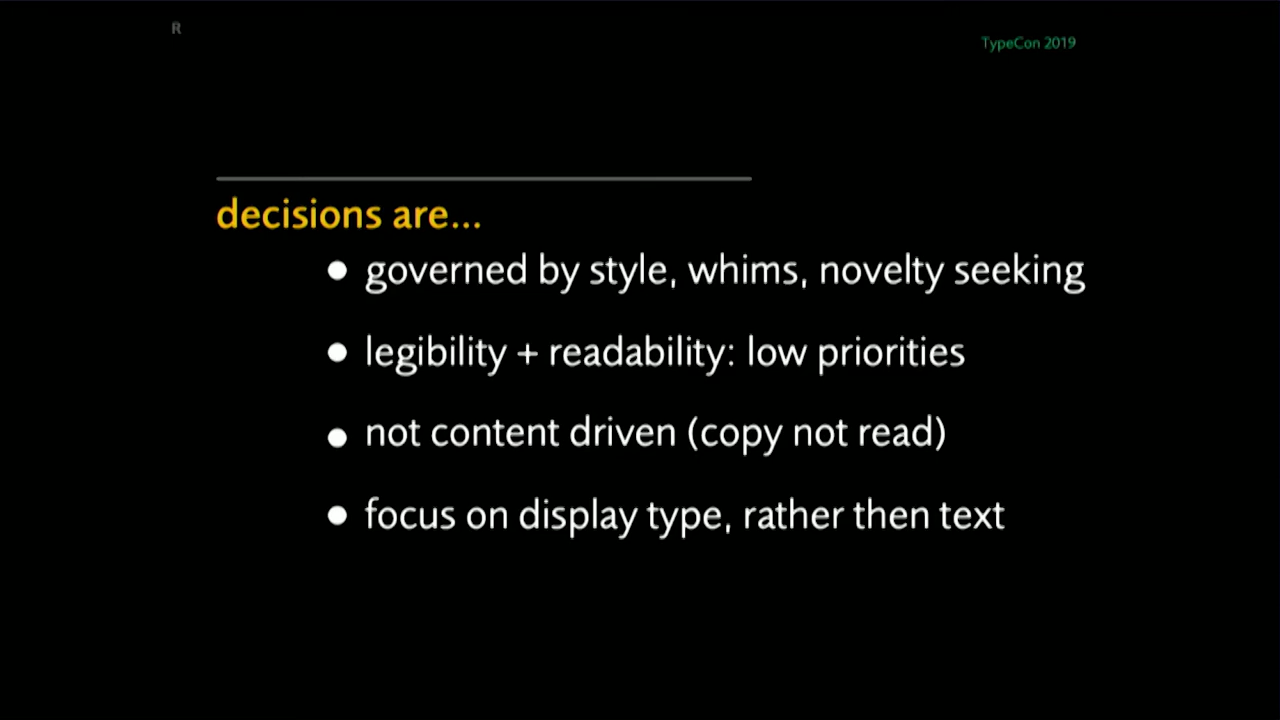 R
TypeCon 2019
decisions are...
• governed by style, whims, novelty seeking
• legibility + readability: low priorities
• not content driven (copy not read)
• focus on display type, rather then text